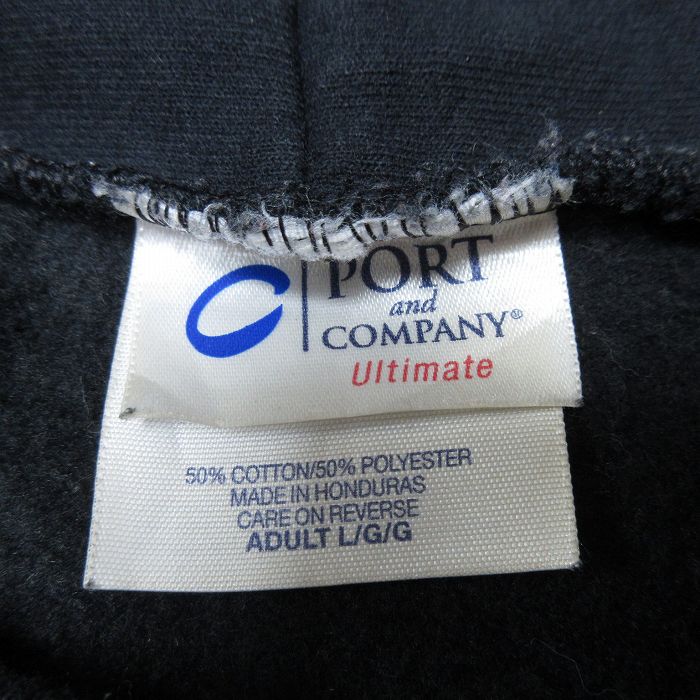 PORT
and
COMPANY®
Ultimate
50% COTTON/50% POLYESTER
MADE IN HONDURAS
CARE ON REVERSE
ADULT L/G/G